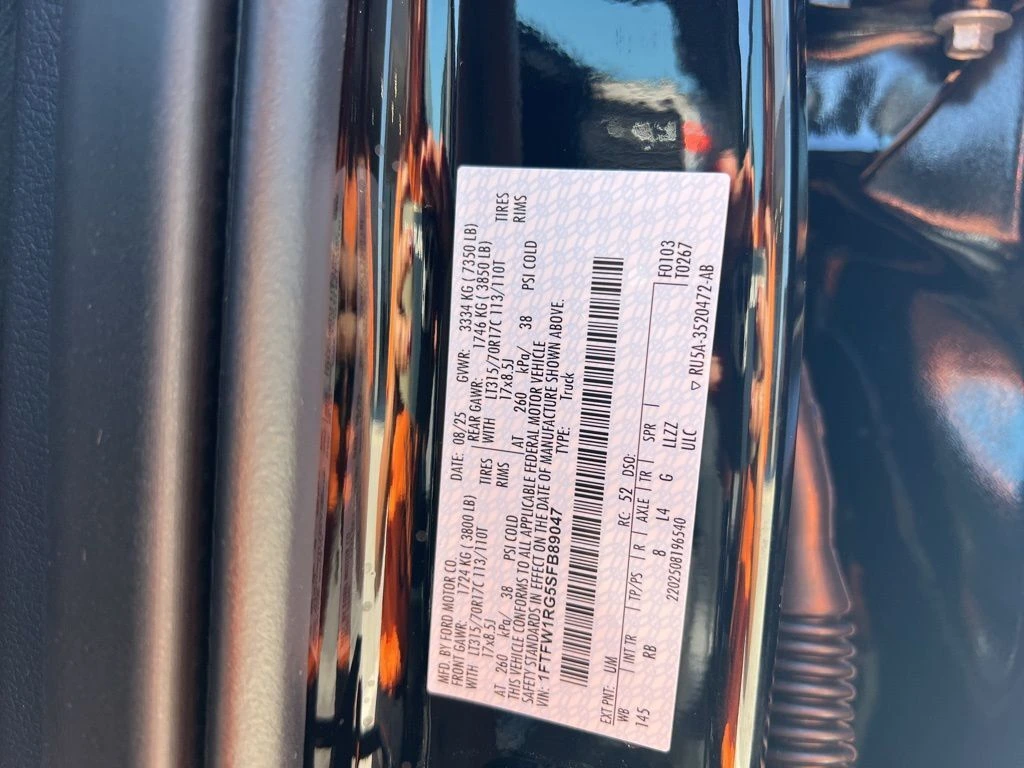 MFD. BY FORD MOTOR CO.
DATE: 08/25 GVWR: 3334 KG ( 7350 LB)
FRONT GAWR: 1724 KG ( 3800 LB)
REAR GAWR: 1746 KG ( 3850 LB)
WITH LT315/70R17C 113/110T TIRES
WITH LT315/70R17C 113/110T TIRES
17x8.5J RIMS
17x8.5J RIMS
AT 260 kPa/ 38 PSI COLD
AT 260 kPa/ 38 PSI COLD
THIS VEHICLE CONFORMS TO ALL APPLICABLE FEDERAL MOTOR VEHICLE
SAFETY STANDARDS IN EFFECT ON THE DATE OF MANUFACTURE SHOWN ABOVE.
VIN: 1FTFW1RG5SFB89047 TYPE: Truck
EXT PNT: UM RC: 52 DSO: F0103
WB INT TR TP/PS R AXLE TR SPR T0267
145 RB 8 L4 G LLZZ
2202508196540 ULC ▽ RU5A-3520472-AB